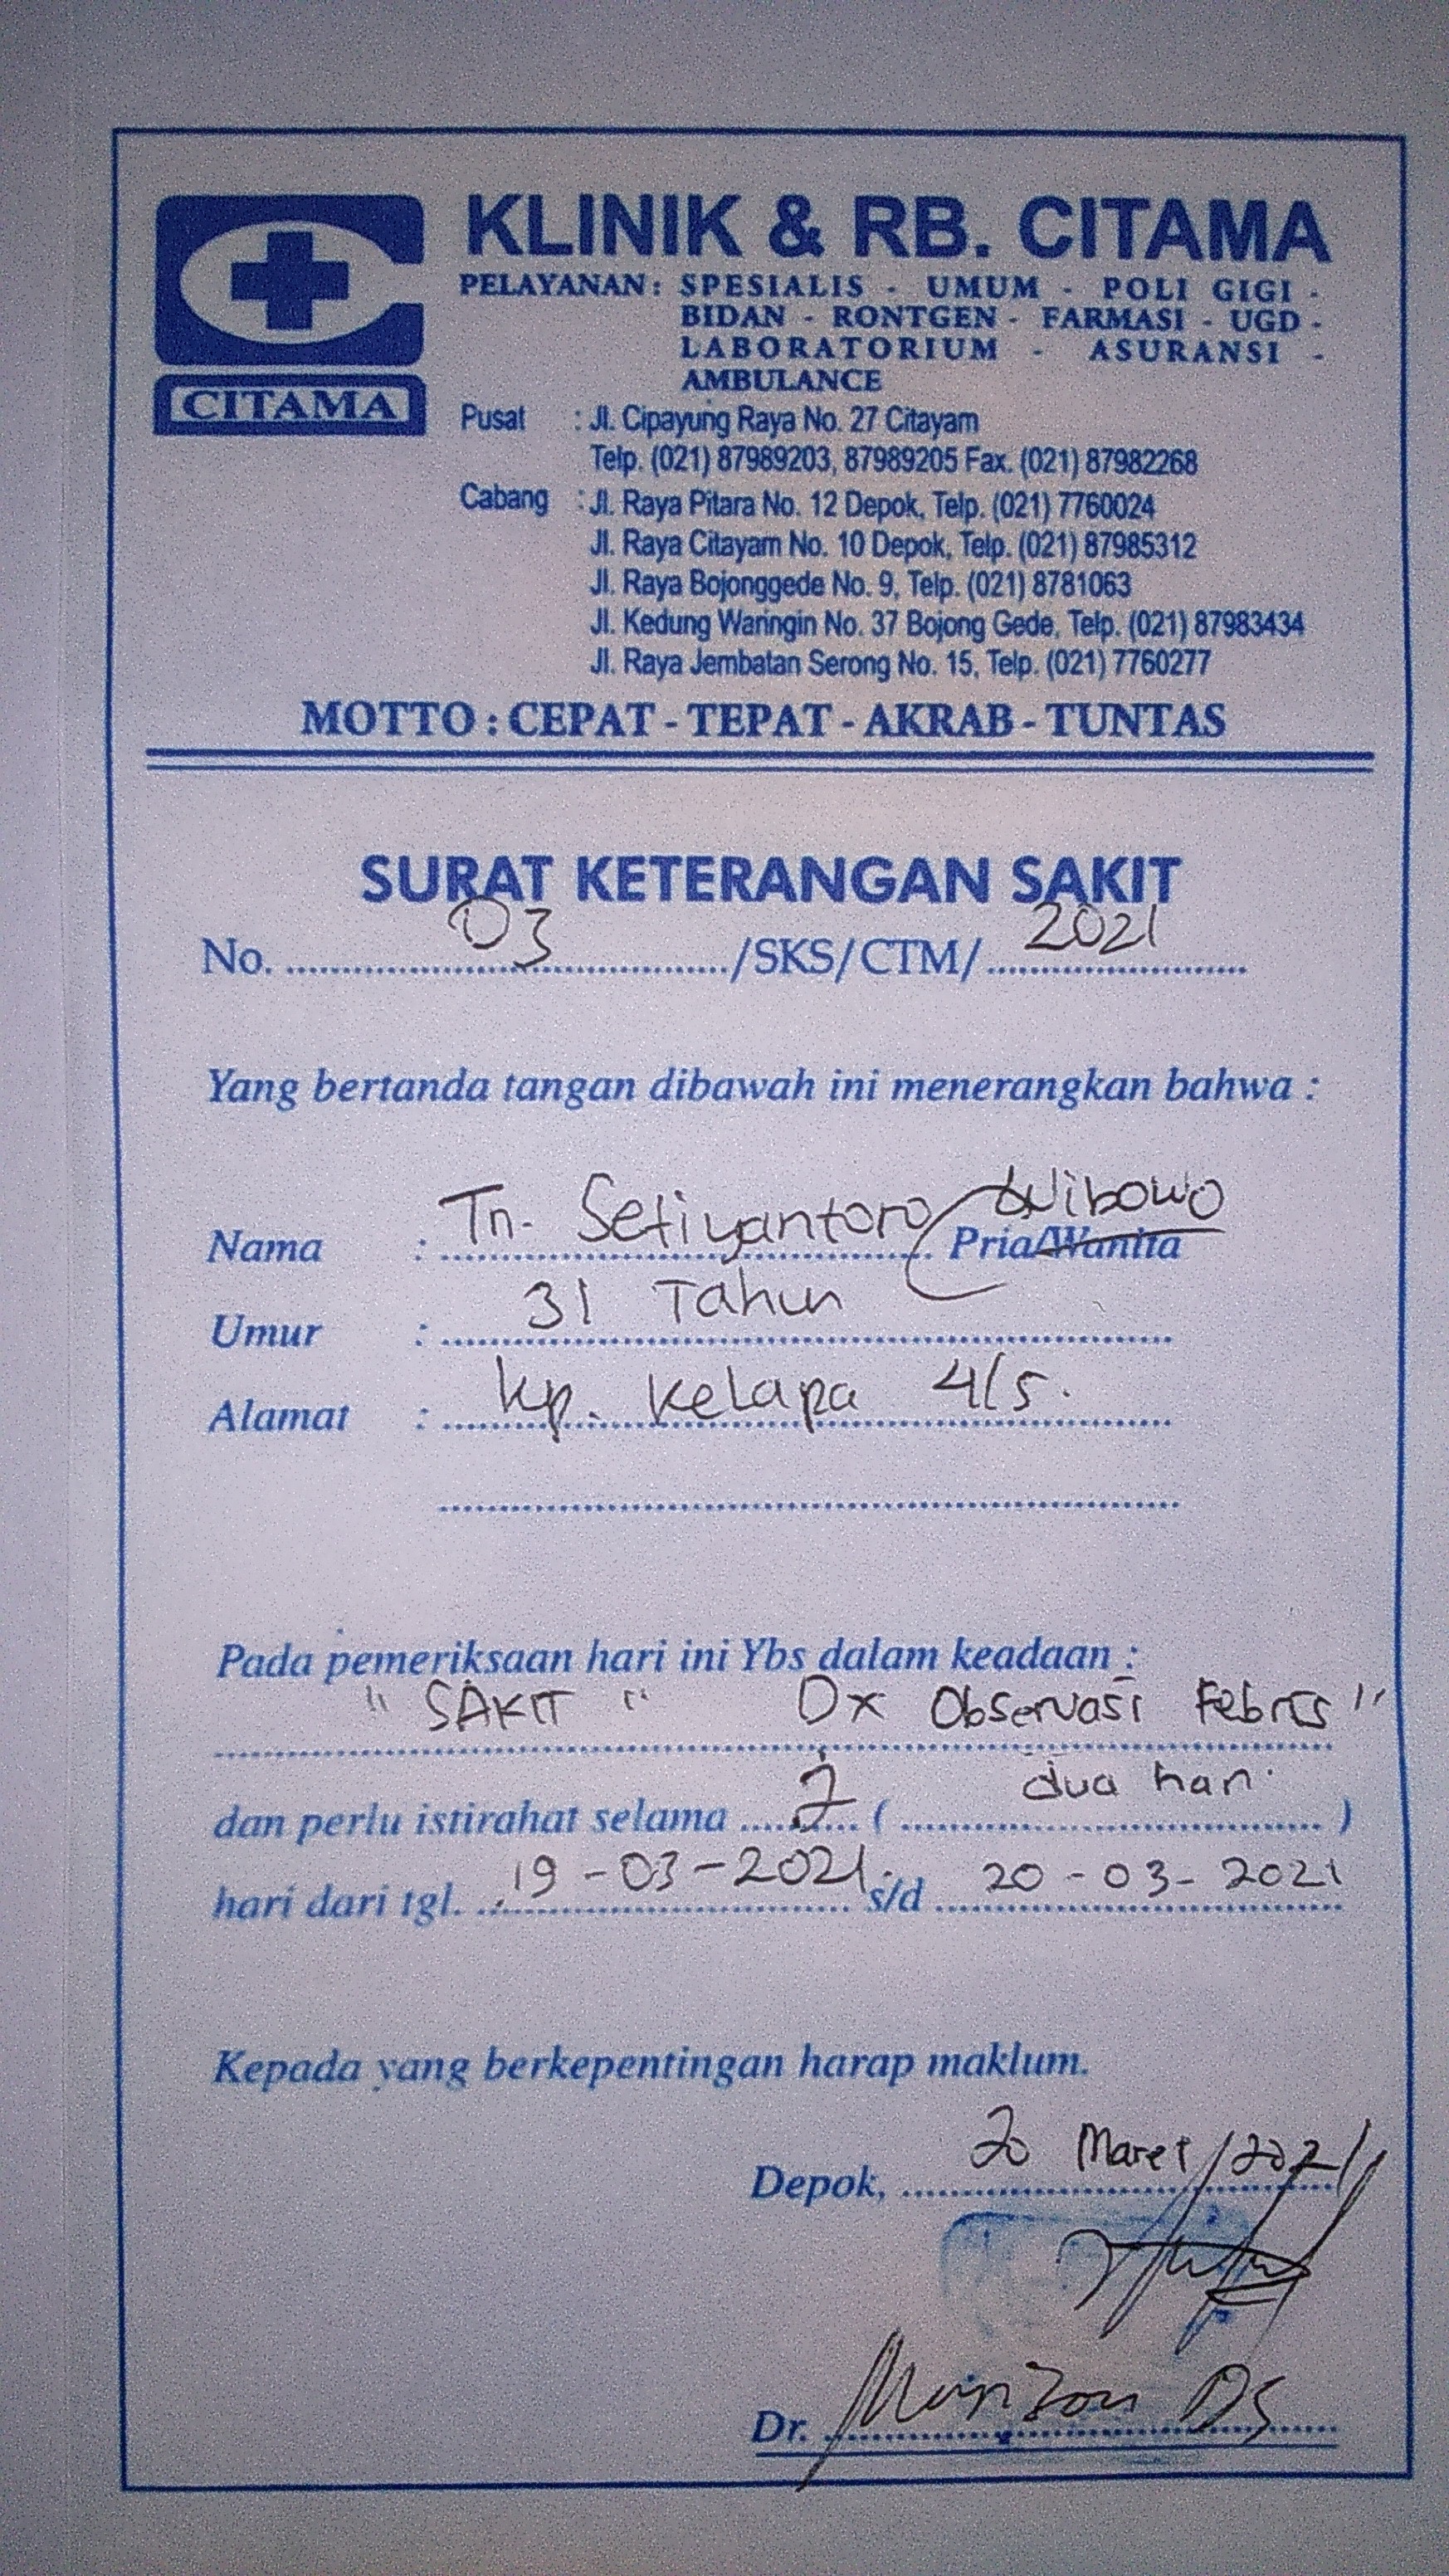 KLINIK & RB. CITAMA
CITAMA
PELAYANAN: SPESIALIS - UMUM - POLI GIGI -
BIDAN - RONTGEN - FARMASI - UGD -
LABORATORIUM - ASURANSI -
AMBULANCE
Pusat : Jl. Cipayung Raya No. 27 Citayam
Telp. (021) 87989203, 87989205 Fax. (021) 87982268
Cabang : Jl. Raya Pitara No. 12 Depok, Telp. (021) 7760024
Jl. Raya Citayam No. 10 Depok, Telp. (021) 87985312
Jl. Raya Bojonggede No. 9, Telp. (021) 8781063
Jl. Kedung Waringin No. 37 Bojong Gede, Telp. (021) 87983434
Jl. Raya Jembatan Serong No. 15, Telp. (021) 7760277
MOTTO : CEPAT - TEPAT - AKRAB - TUNTAS
SURAT KETERANGAN SAKIT
No. 03 /SKS/CTM/ 2021
Yang bertanda tangan dibawah ini menerangkan bahwa :
Nama : Tn. Setiyantoro Wibowo Pria/Wanita
Umur : 31 Tahun
Alamat : Kp. Kelapa 4/5.
Pada pemeriksaan hari ini Ybs dalam keadaan :
"SAKIT" Dx Observasi Febris"
dan perlu istirahat selama 2 ( dua hari )
hari dari tgl. 19-03-2021 s/d 20-03-2021
Kepada yang berkepentingan harap maklum.
Depok, 20 Maret 2021
Dr.